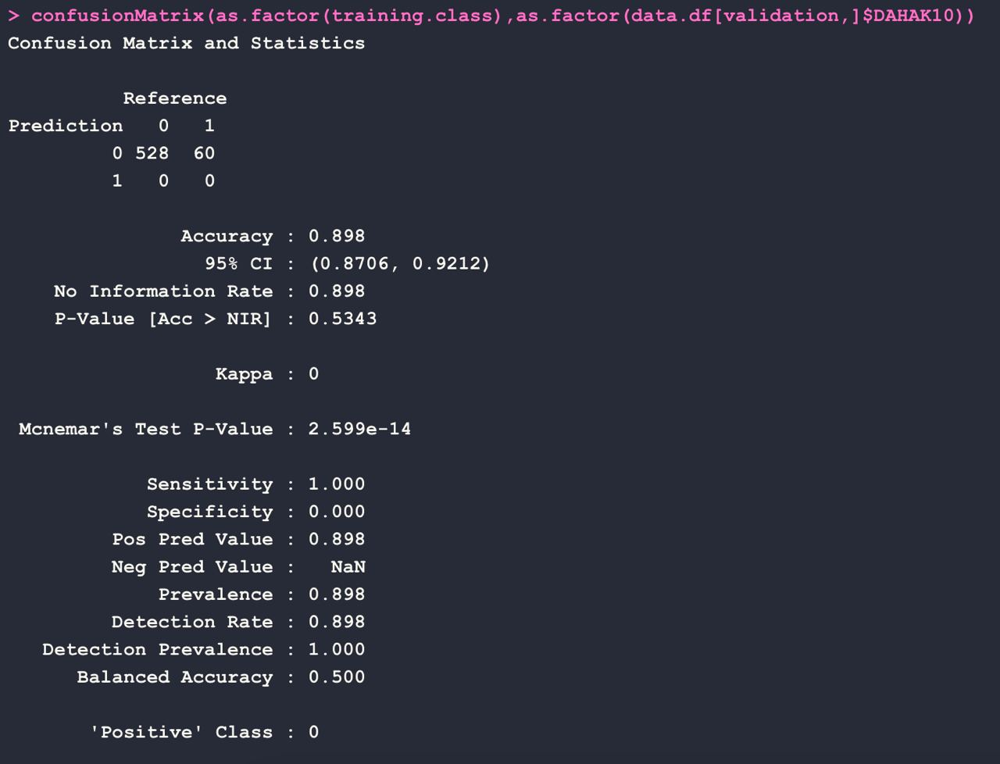 > confusionMatrix(as.factor(training.class),as.factor(data.df[validation,]$DAHAK10))
Confusion Matrix and Statistics
Reference
Prediction 0 1
0 528 60
1 0 0
Accuracy : 0.898
95% CI : (0.8706, 0.9212)
No Information Rate : 0.898
P-Value [Acc > NIR] : 0.5343
Kappa : 0
Mcnemar's Test P-Value : 2.599e-14
Sensitivity : 1.000
Specificity : 0.000
Pos Pred Value : 0.898
Neg Pred Value : NaN
Prevalence : 0.898
Detection Rate : 0.898
Detection Prevalence : 1.000
Balanced Accuracy : 0.500
'Positive' Class : 0